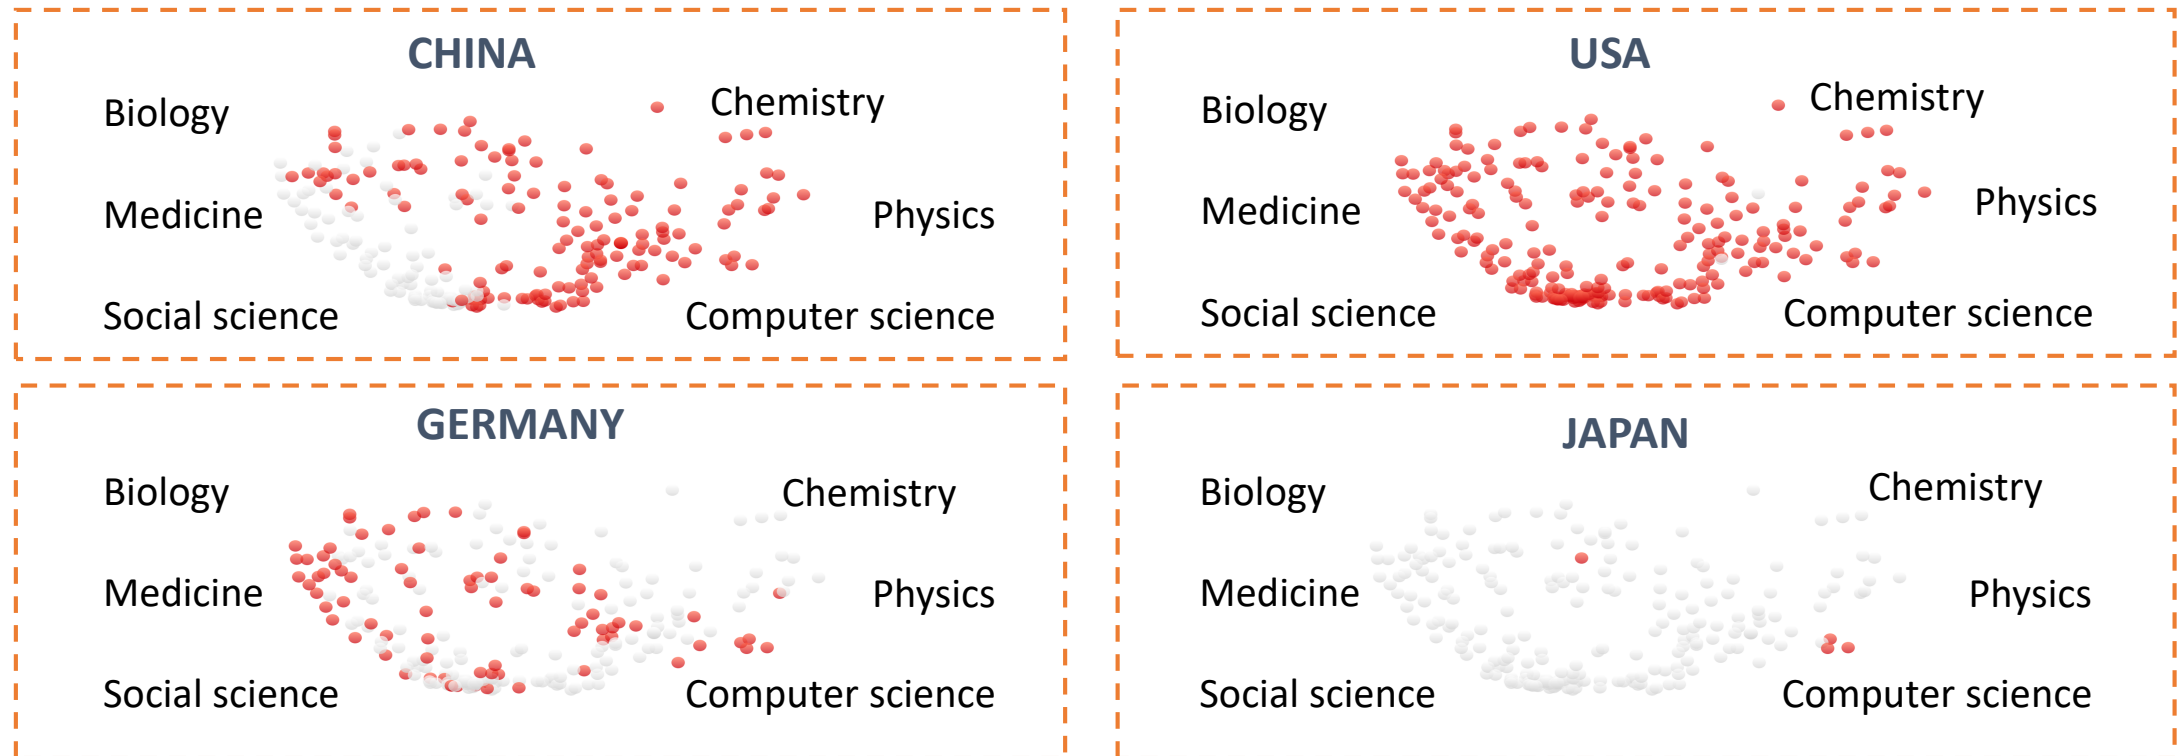 CHINA
Biology
Chemistry
Medicine
Physics
Social science
Computer science
USA
Biology
Chemistry
Medicine
Physics
Social science
Computer science
GERMANY
Biology
Chemistry
Medicine
Physics
Social science
Computer science
JAPAN
Biology
Chemistry
Medicine
Physics
Social science
Computer science